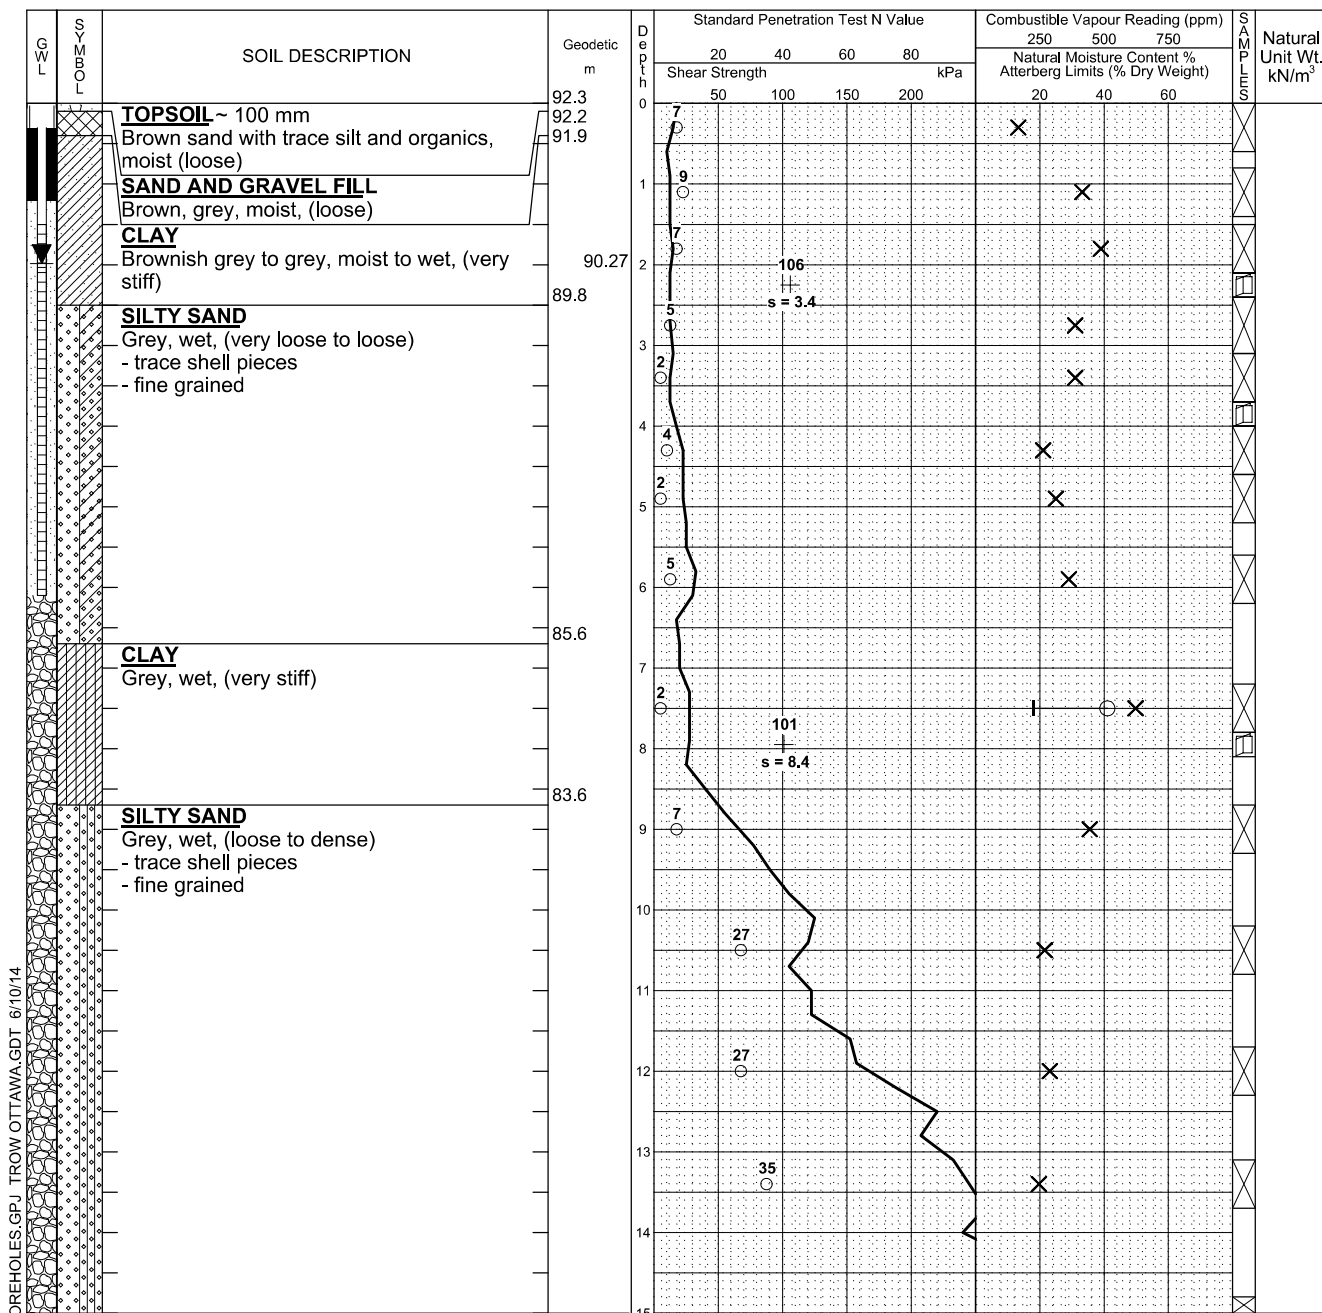 GWL
SYMBOL
SOIL DESCRIPTION
Geodetic
m
Depth
Standard Penetration Test N Value
20 40 60 80
Shear Strength kPa
50 100 150 200
Combustible Vapour Reading (ppm)
250 500 750
Natural Moisture Content %
Atterberg Limits (% Dry Weight)
20 40 60
SAMPLES
Natural
Unit Wt.
kN/m³
92.3
0
TOPSOIL ~ 100 mm
92.2
Brown sand with trace silt and organics,
91.9
moist (loose)
SAND AND GRAVEL FILL
Brown, grey, moist, (loose)
CLAY
Brownish grey to grey, moist to wet, (very
90.27
stiff)
89.8
SILTY SAND
Grey, wet, (very loose to loose)
- trace shell pieces
- fine grained
85.6
CLAY
Grey, wet, (very stiff)
83.6
SILTY SAND
Grey, wet, (loose to dense)
- trace shell pieces
- fine grained
7
1
9
7
2
106
s = 3.4
5
3
2
4
4
2
5
5
6
7
2
101
8
s = 8.4
7
9
10
27
11
27
12
13
35
14
15
OREHOLES.GPJ TROW OTTAWA.GDT 6/10/14